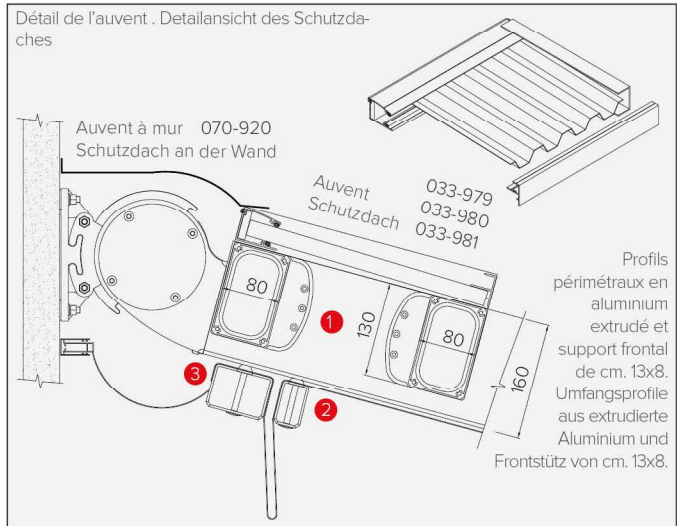 Détail de l'auvent . Detailansicht des Schutzda-
ches
Auvent à mur 070-920
Schutzdach an der Wand
Auvent
Schutzdach
033-979
033-980
033-981
Profils
périmétraux en
aluminium
extrudé et
support frontal
de cm. 13x8.
Umfangsprofile
aus extrudierte
Aluminium und
Frontstütz von cm. 13x8.
80
1
130
80
160
3
2